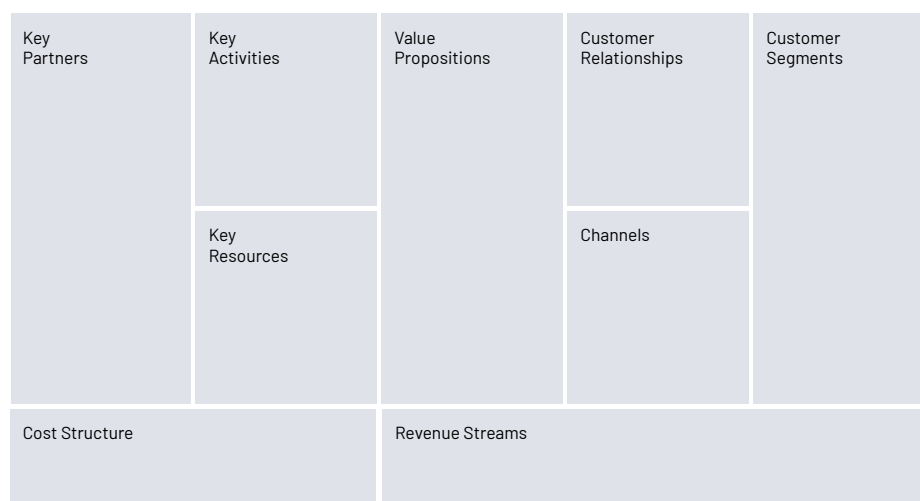 Key
Partners
Key
Activities
Value
Propositions
Customer
Relationships
Customer
Segments
Key
Resources
Channels
Cost Structure
Revenue Streams